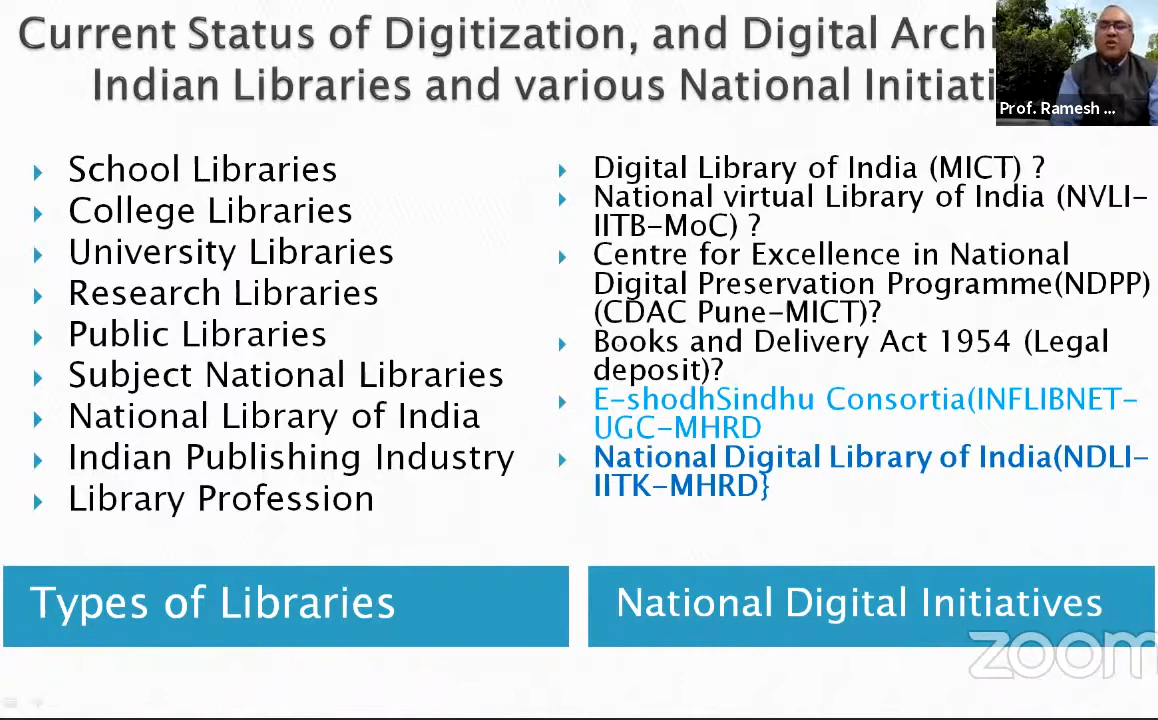 Current Status of Digitization, and Digital Archi
Indian Libraries and various National Initiati
Prof. Ramesh ...
School Libraries
College Libraries
University Libraries
Research Libraries
Public Libraries
Subject National Libraries
National Library of India
Indian Publishing Industry
Library Profession
Digital Library of India (MICT) ?
National virtual Library of India (NVLI-
IITB-MoC) ?
Centre for Excellence in National
Digital Preservation Programme(NDPP)
(CDAC Pune-MICT)?
Books and Delivery Act 1954 (Legal
deposit)?
E-shodhSindhu Consortia(INFLIBNET-
UGC-MHRD
National Digital Library of India(NDLI-
IITK-MHRD}
Types of Libraries
National Digital Initiatives
zoom